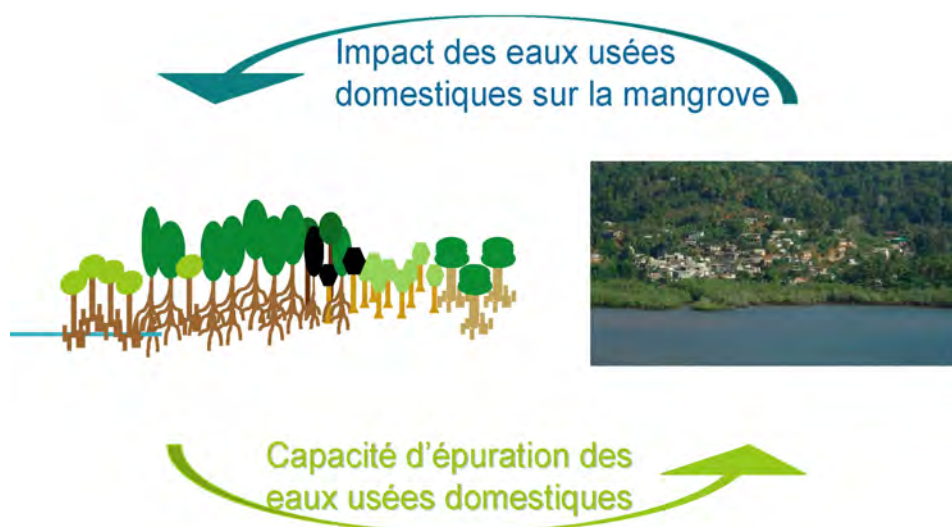 Impact des eaux usées
domestiques sur la mangrove
Capacité d'épuration des
eaux usées domestiques